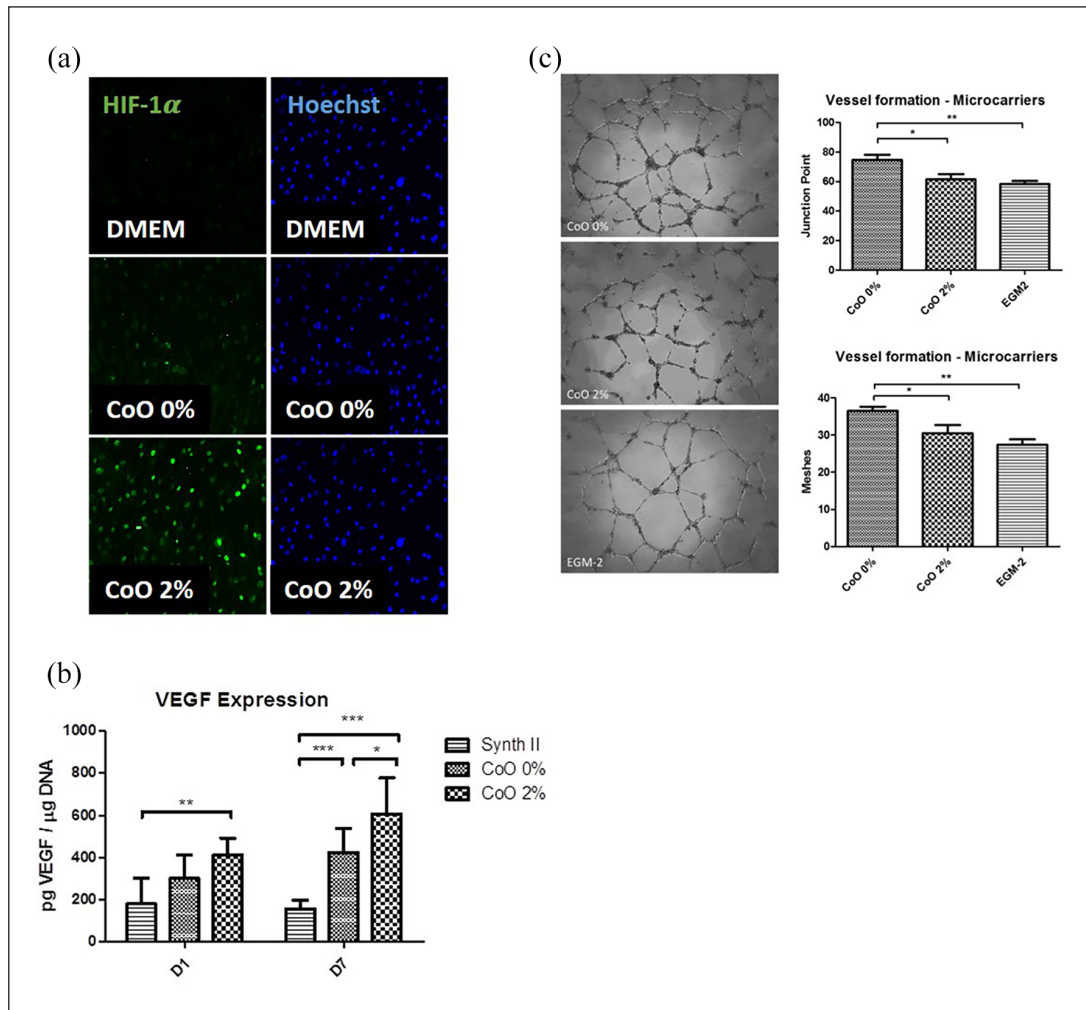 (a)
HIF-1α
Hoechst
DMEM
DMEM
CoO 0%
CoO 0%
CoO 2%
CoO 2%
(c)
CoO 0%
CoO 2%
EGM-2
Vessel formation - Microcarriers
**
*
Junction Point
100
80
60
40
20
0
CoO 0%
CoO 2%
EGM2
Vessel formation - Microcarriers
**
*
Meshes
40
30
20
10
0
CoO 0%
CoO 2%
EGM-2
(b)
VEGF Expression
pg VEGF / μg DNA
1000
800
600
400
200
0
**
***
***
*
D1
D7
Synth II
CoO 0%
CoO 2%